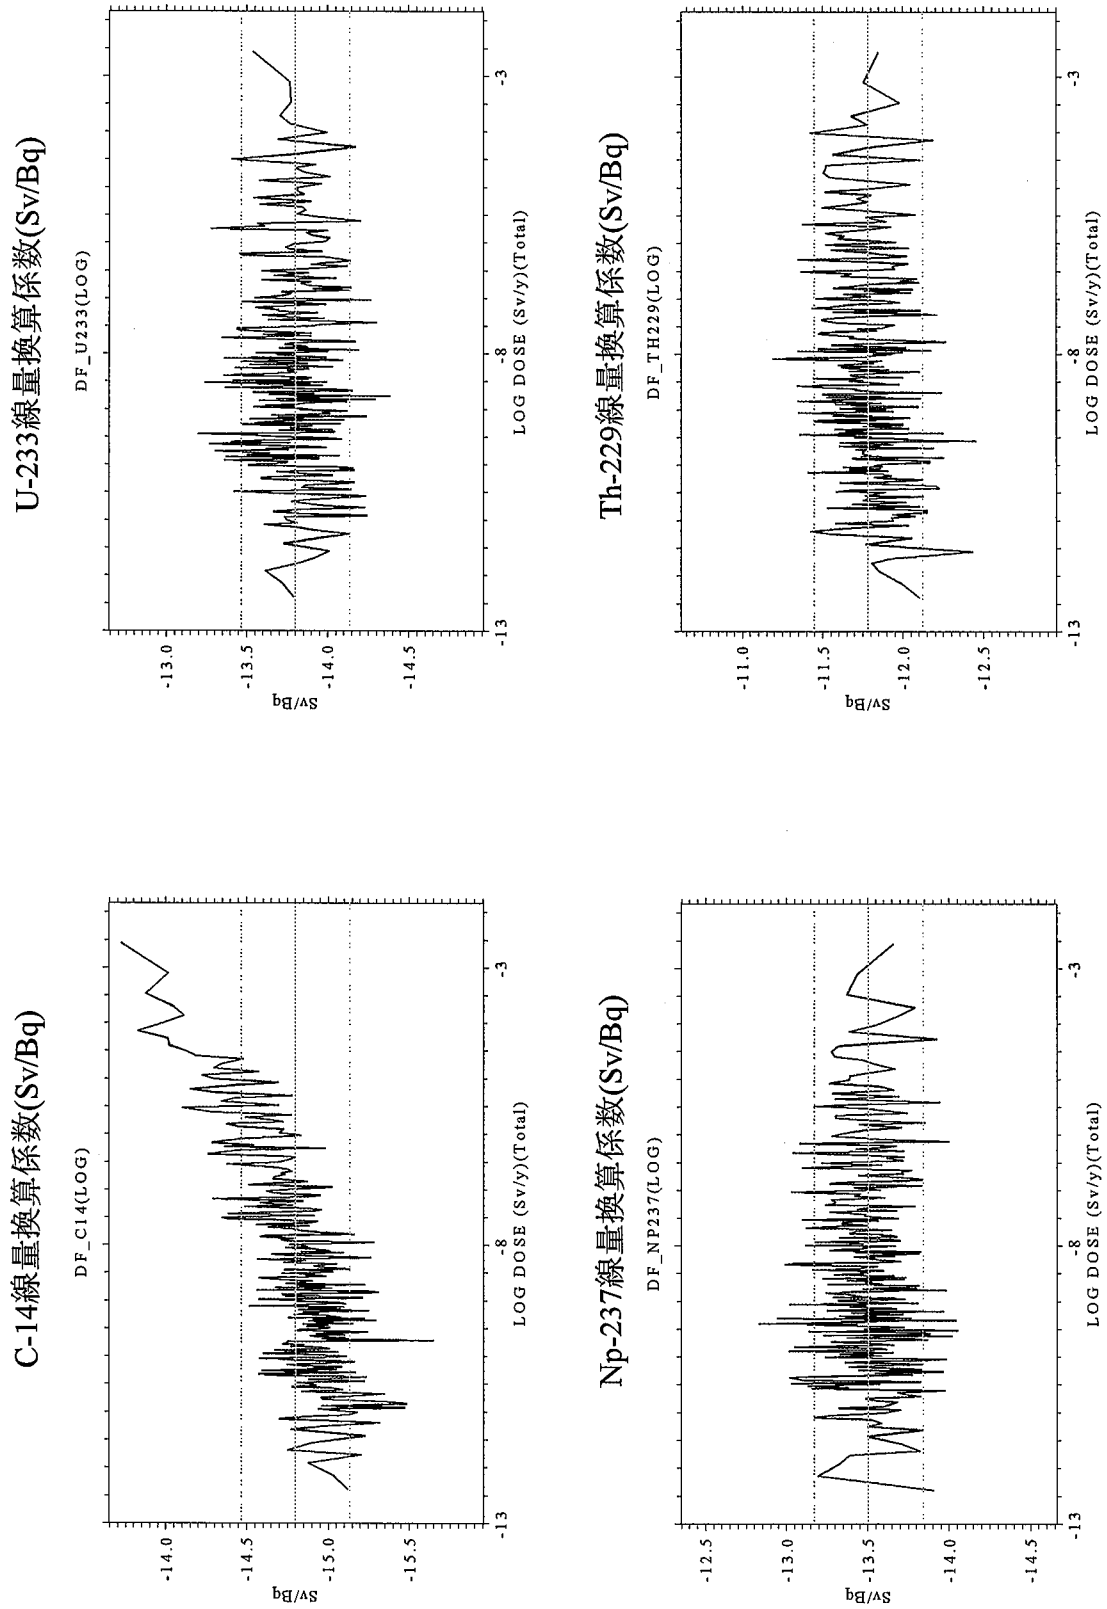 C-14線量換算係数(Sv/Bq)
DF_C14(LOG)
Sv/Bq
-14.0
-14.5
-15.0
-15.5
-13
-8
-3
LOG DOSE (Sv/y)(Total)
U-233線量換算係数(Sv/Bq)
DF_U233(LOG)
Sv/Bq
-13.0
-13.5
-14.0
-14.5
-13
-8
-3
LOG DOSE (Sv/y)(Total)
Np-237線量換算係数(Sv/Bq)
DF_NP237(LOG)
Sv/Bq
-12.5
-13.0
-13.5
-14.0
-14.5
-13
-8
-3
LOG DOSE (Sv/y)(Total)
Th-229線量換算係数(Sv/Bq)
DF_TH229(LOG)
Sv/Bq
-11.0
-11.5
-12.0
-12.5
-13
-8
-3
LOG DOSE (Sv/y)(Total)